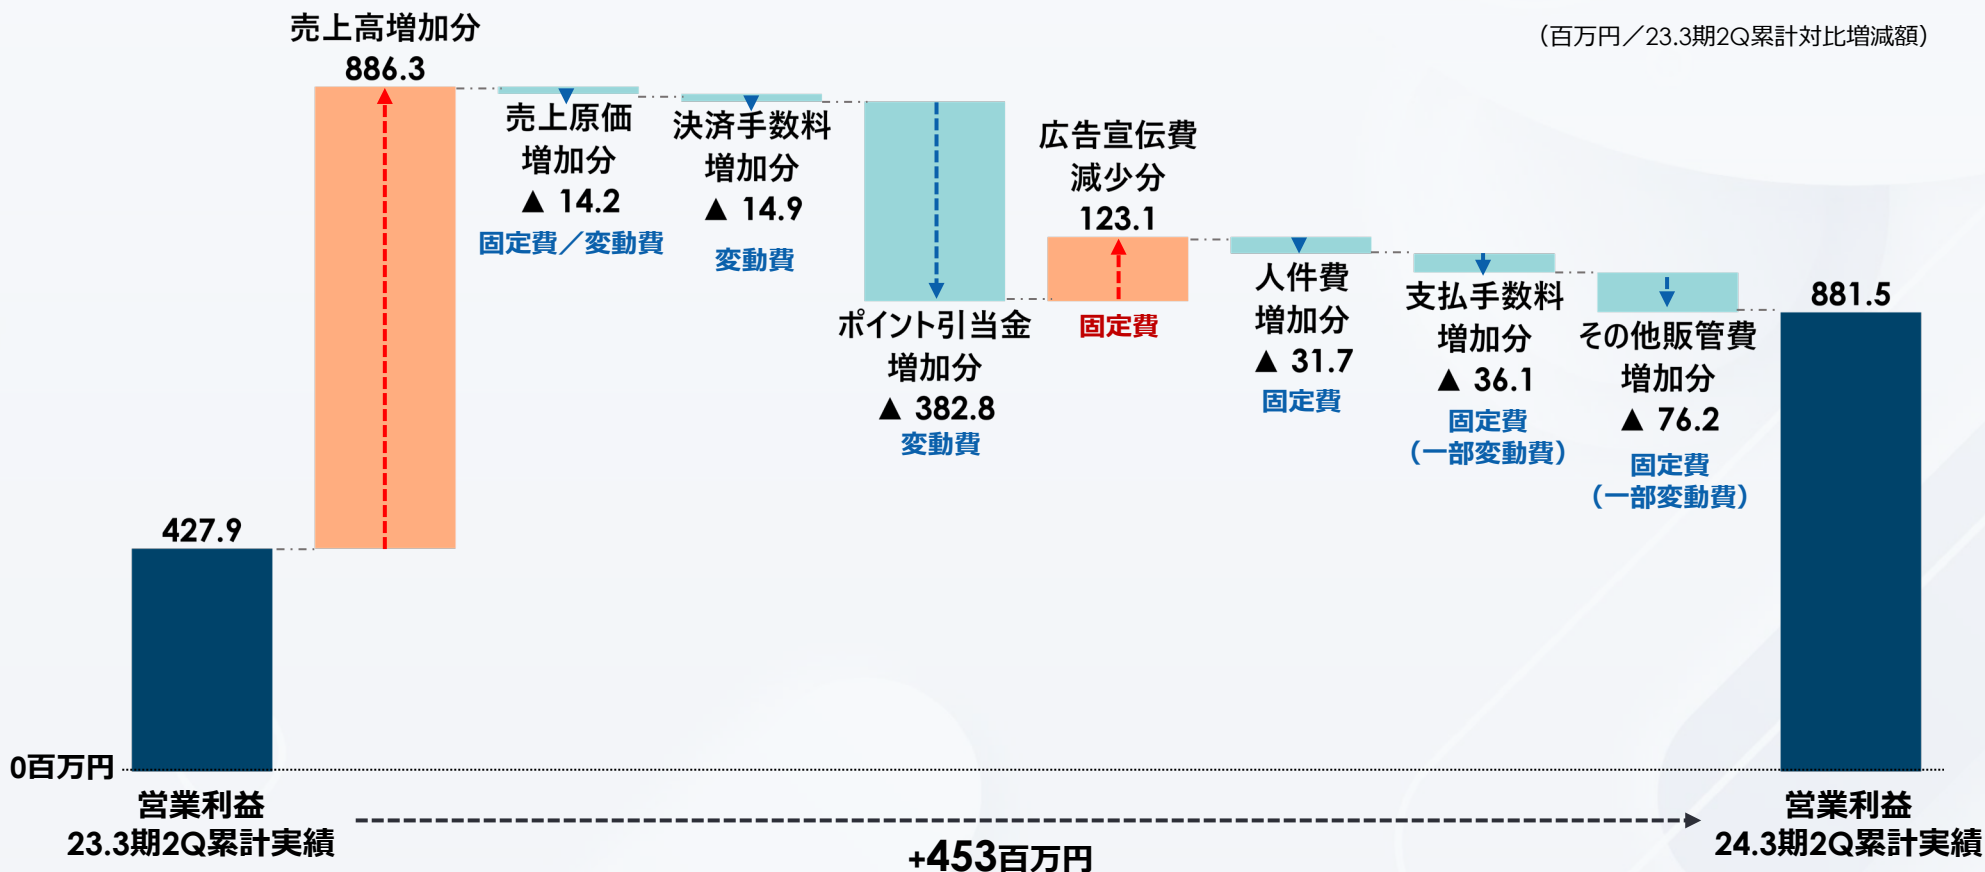 （百万円／23.3期2Q累計対比増減額）
売上高増加分
886.3
売上原価
増加分
▲ 14.2
固定費／変動費
決済手数料
増加分
▲ 14.9
変動費
ポイント引当金
増加分
▲ 382.8
変動費
広告宣伝費
減少分
123.1
固定費
人件費
増加分
▲ 31.7
固定費
支払手数料
増加分
▲ 36.1
固定費
（一部変動費）
その他販管費
増加分
▲ 76.2
固定費
（一部変動費）
881.5
427.9
0百万円
営業利益
23.3期2Q累計実績
+453百万円
営業利益
24.3期2Q累計実績